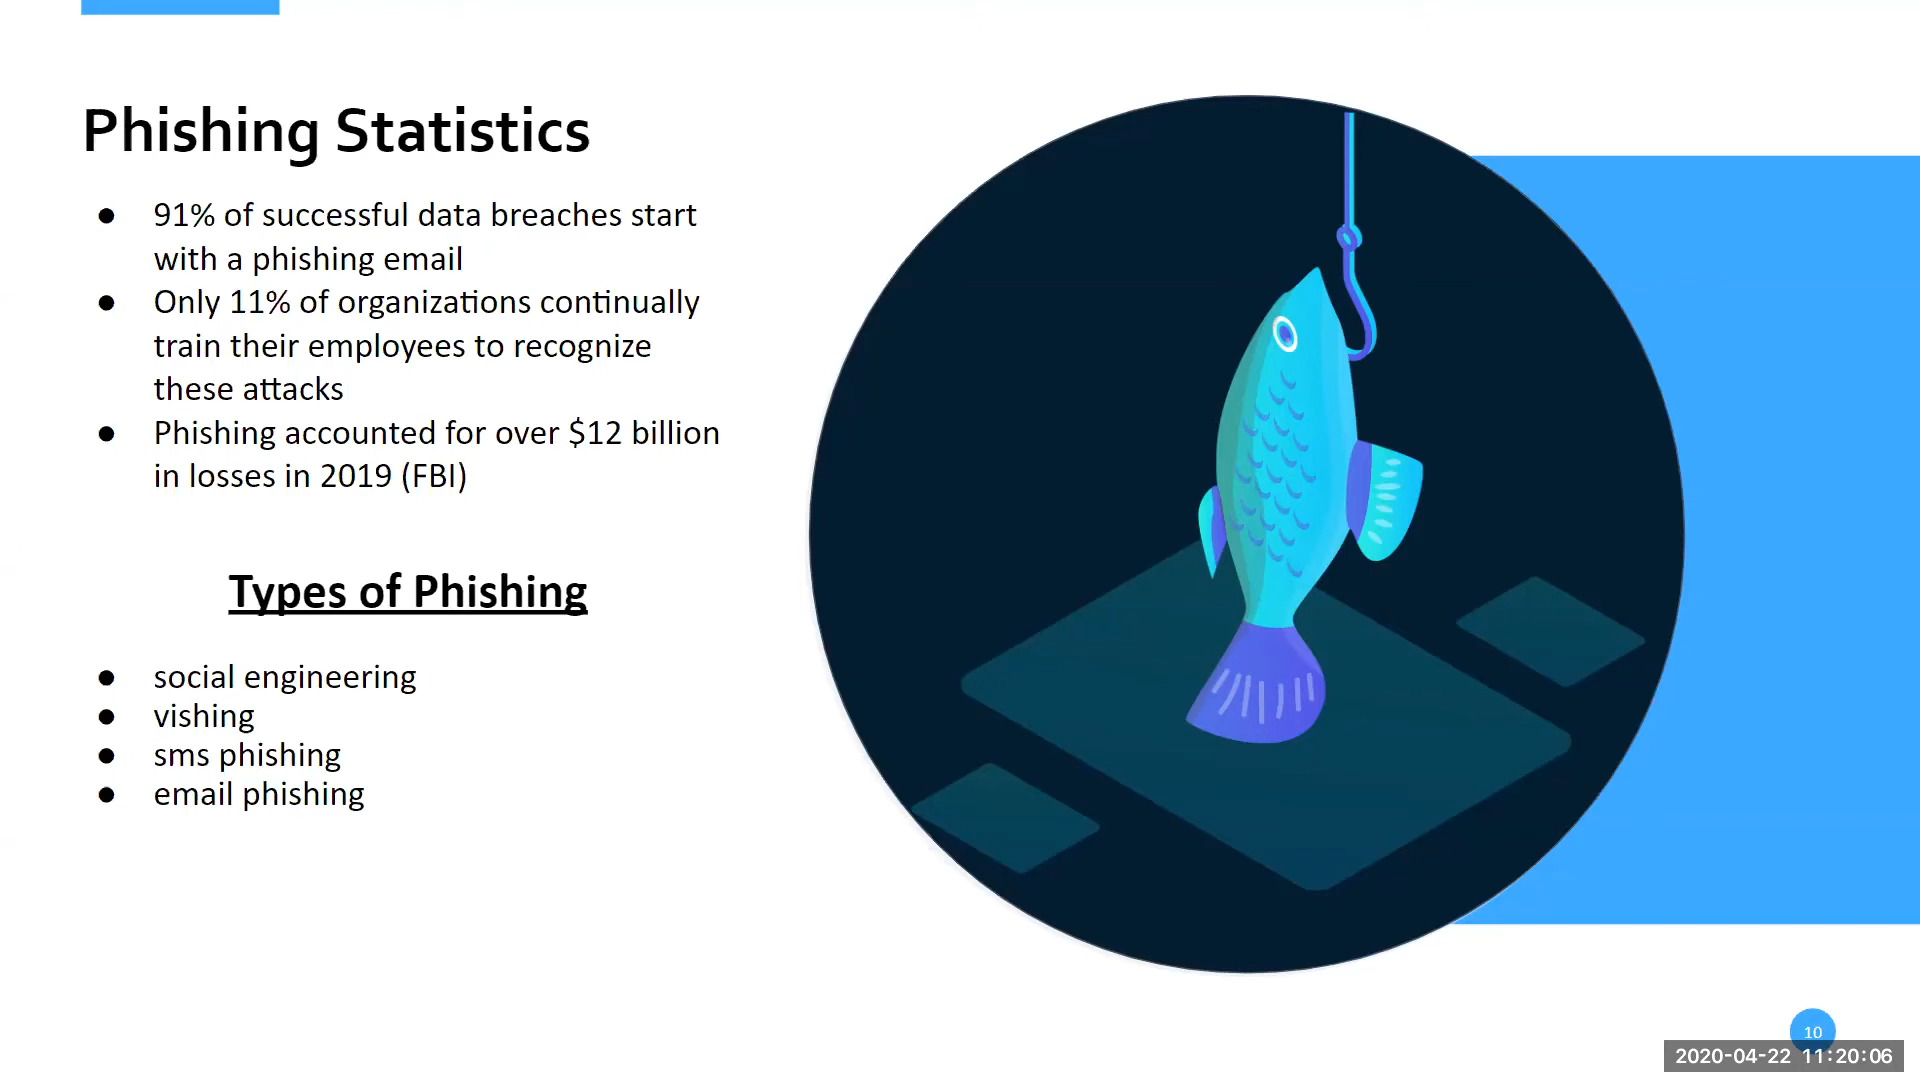 Phishing Statistics
● 91% of successful data breaches start
with a phishing email
● Only 11% of organizations continually
train their employees to recognize
these attacks
● Phishing accounted for over $12 billion
in losses in 2019 (FBI)
Types of Phishing
● social engineering
● vishing
● sms phishing
● email phishing
10
2020-04-22 11:20:06